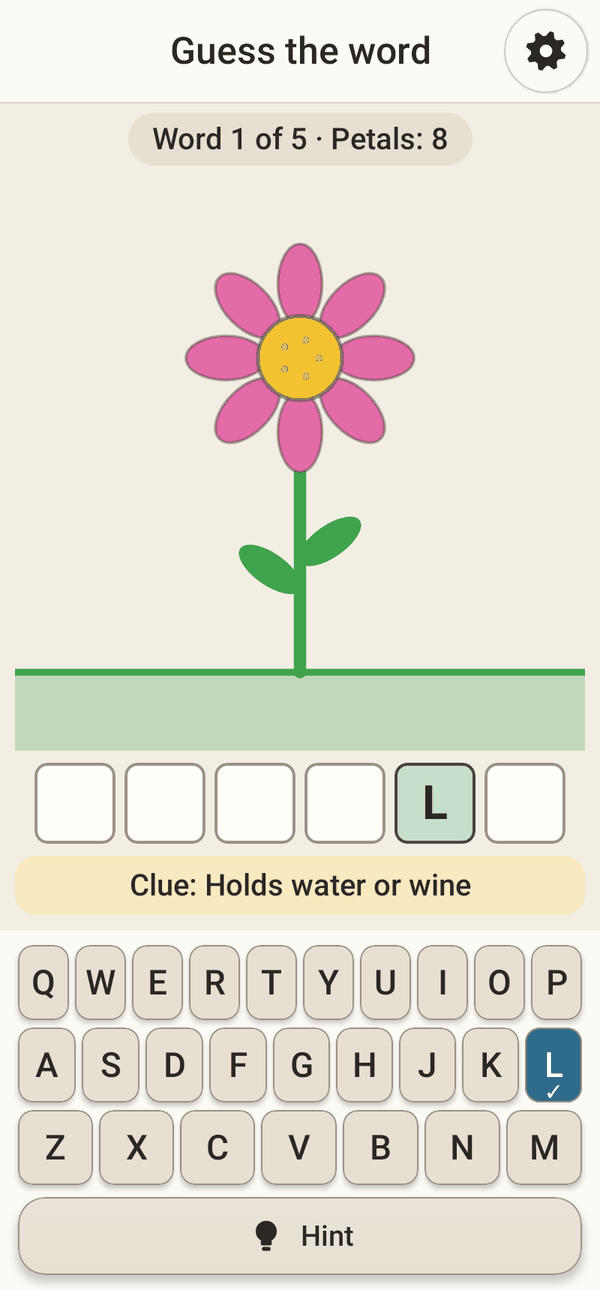 Guess the word
Word 1 of 5 · Petals: 8
L
Clue: Holds water or wine
Q W E R T Y U I O P
A S D F G H J K L
✓
Z X C V B N M
Hint